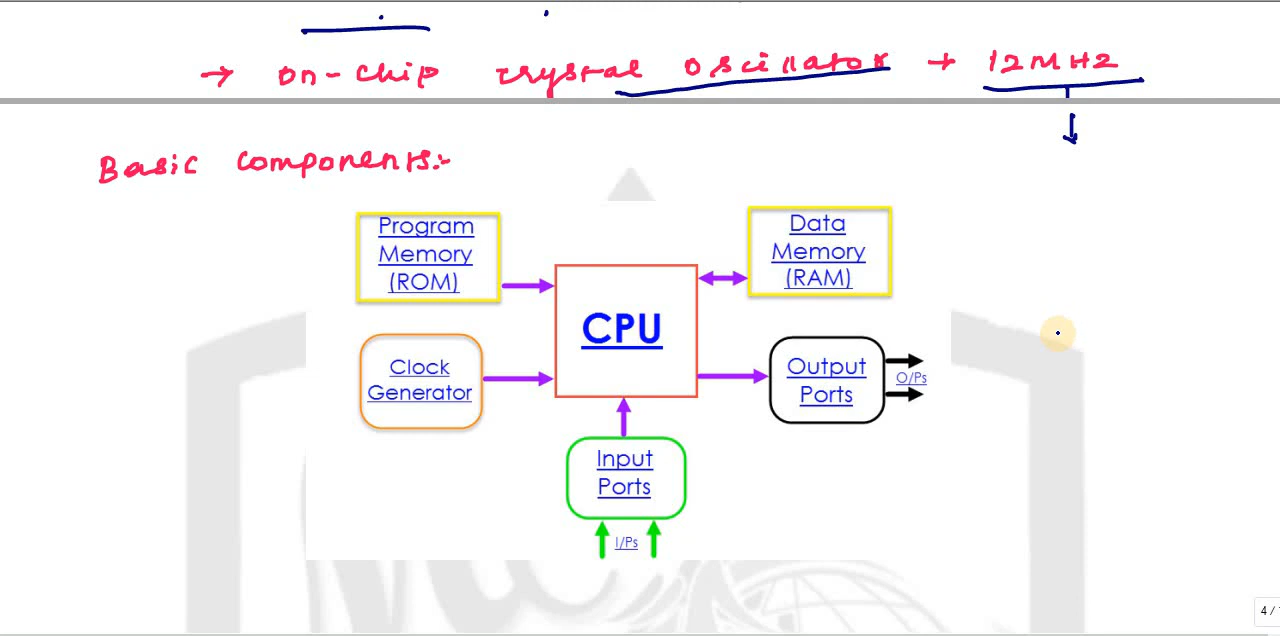 → on-chip crystal oscillator → 12MHz
Basic components:-
Program
Memory
(ROM)
Data
Memory
(RAM)
CPU
Clock
Generator
Output
Ports
O/Ps
Input
Ports
I/Ps
4 /